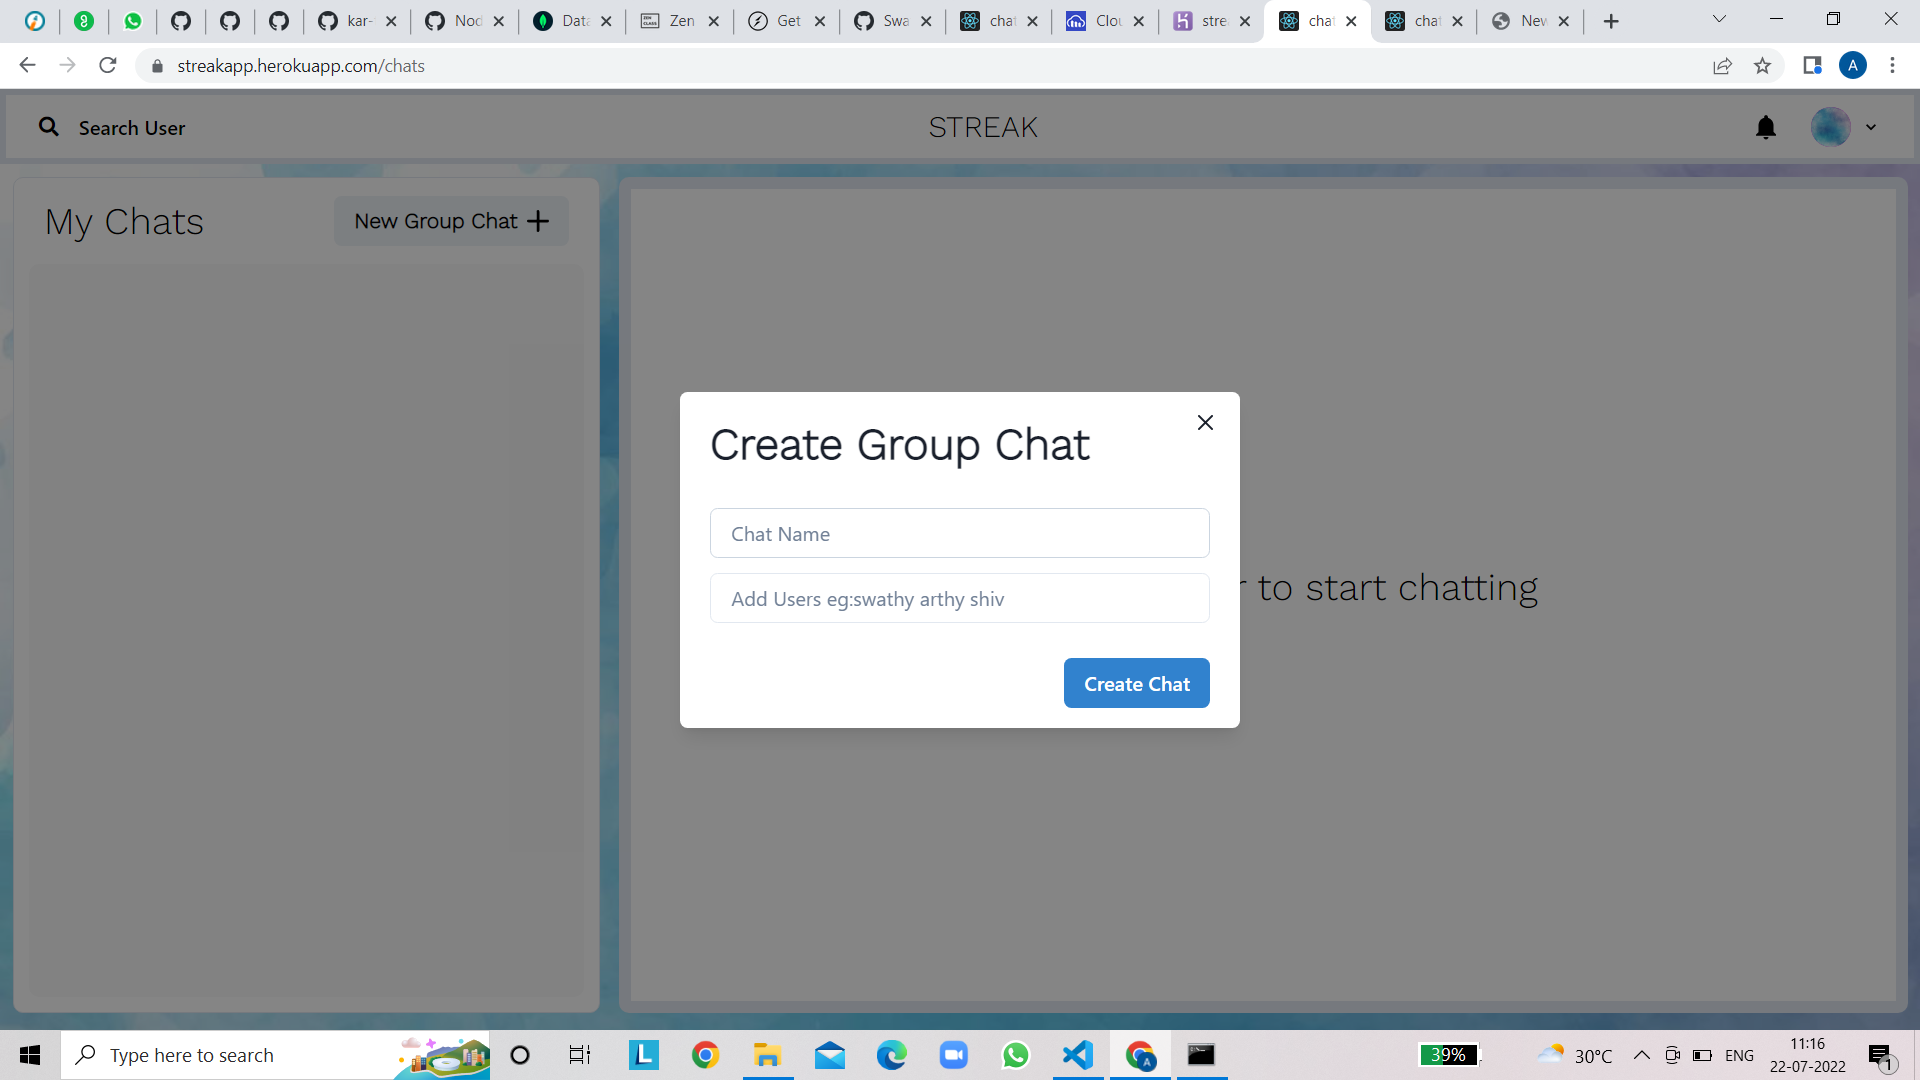 kar-
Nod
Data
Zen
Get
Swa
chat
Clou
strea
chat
chat
New
streakapp.herokuapp.com/chats
A
Search User
STREAK
My Chats
New Group Chat
Create Group Chat
Chat Name
Add Users eg:swathy arthy shiv
to start chatting
Create Chat
Type here to search
39%
30°C
ENG
11:16
22-07-2022
1